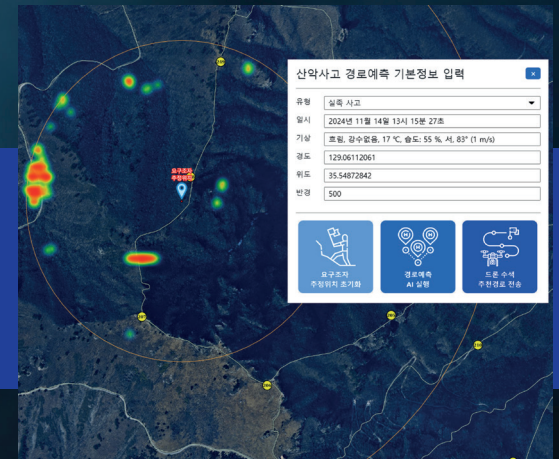 산악사고 경로예측 기본정보 입력
×
유형
실족 사고
일시
2024년 11월 14일 13시 15분 27초
기상
흐림, 강수없음, 17 ℃, 습도: 55 %, 서, 83° (1 m/s)
경도
129.06112061
위도
35.54872842
반경
500
요구조자
추정위치
요구조자
추정위치 초기화
경로예측
AI 실행
드론 수색
추천경로 전송